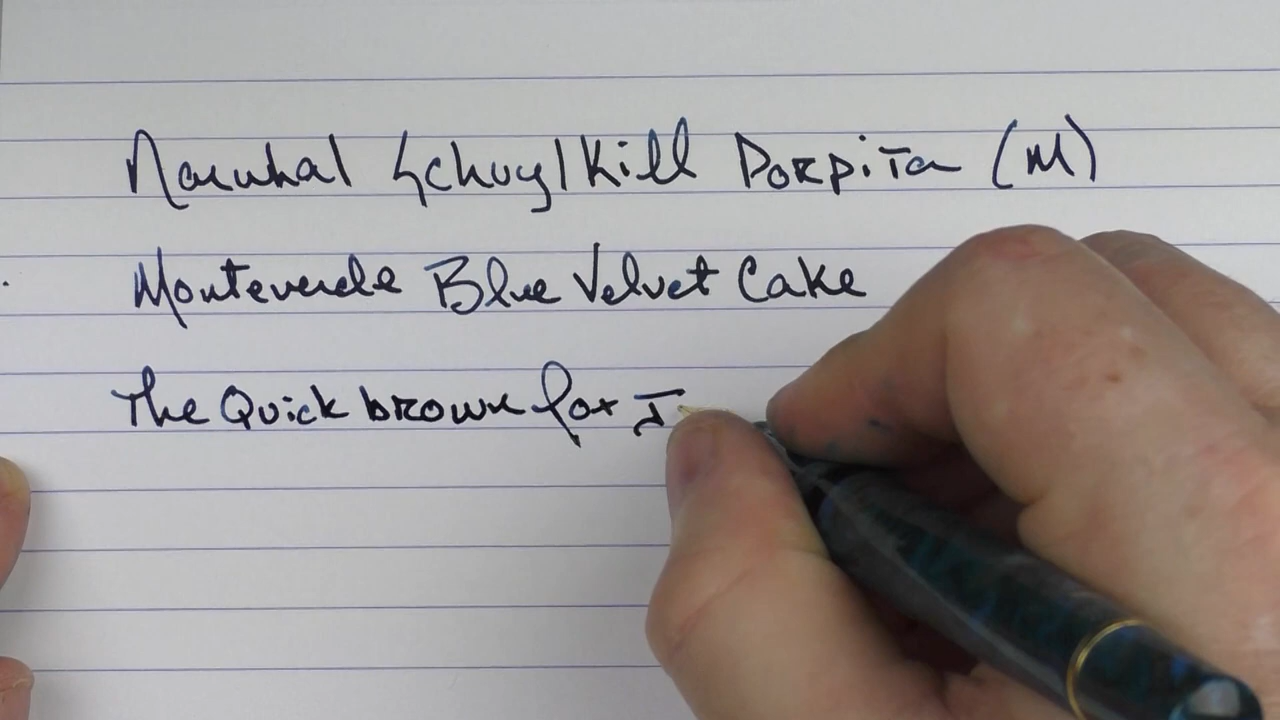 Narwhal Schuylkill Porpita (M)
Monteverde Blue Velvet Cake
The Quick brown fox J